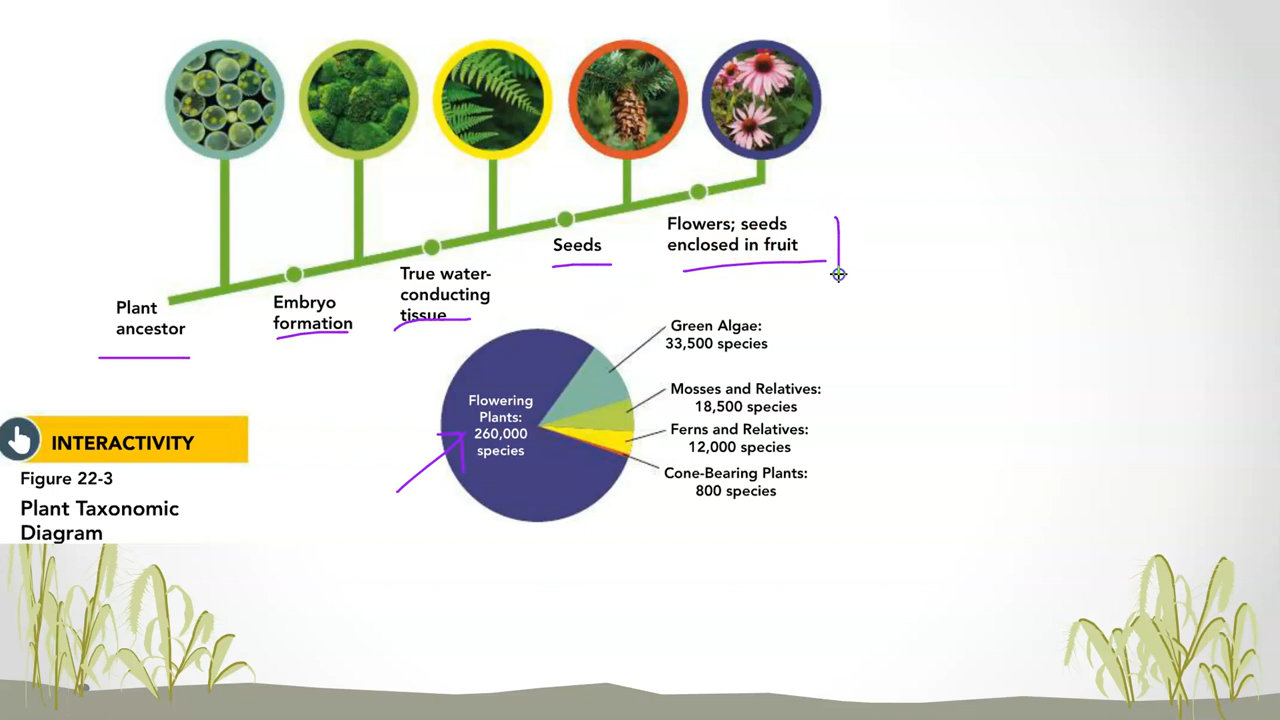 Flowers; seeds
enclosed in fruit
Seeds
True water-
conducting
tissue
Embryo
formation
Plant
ancestor
Green Algae:
33,500 species
Mosses and Relatives:
18,500 species
Flowering
Plants:
260,000
species
Ferns and Relatives:
12,000 species
Cone-Bearing Plants:
800 species
INTERACTIVITY
Figure 22-3
Plant Taxonomic
Diagram